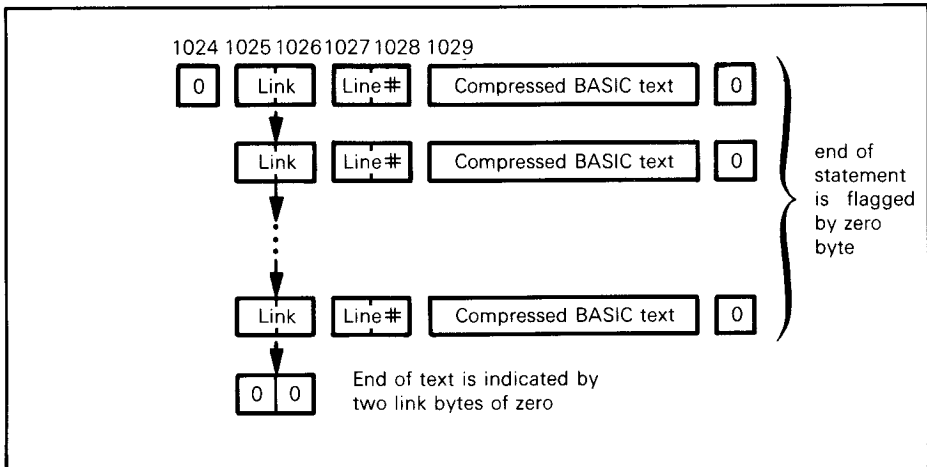 1024 1025 1026 1027 1028 1029
0 Link Line# Compressed BASIC text 0
Link Line# Compressed BASIC text 0
end of
statement
is flagged
by zero
byte
Link Line# Compressed BASIC text 0
0 0
End of text is indicated by
two link bytes of zero